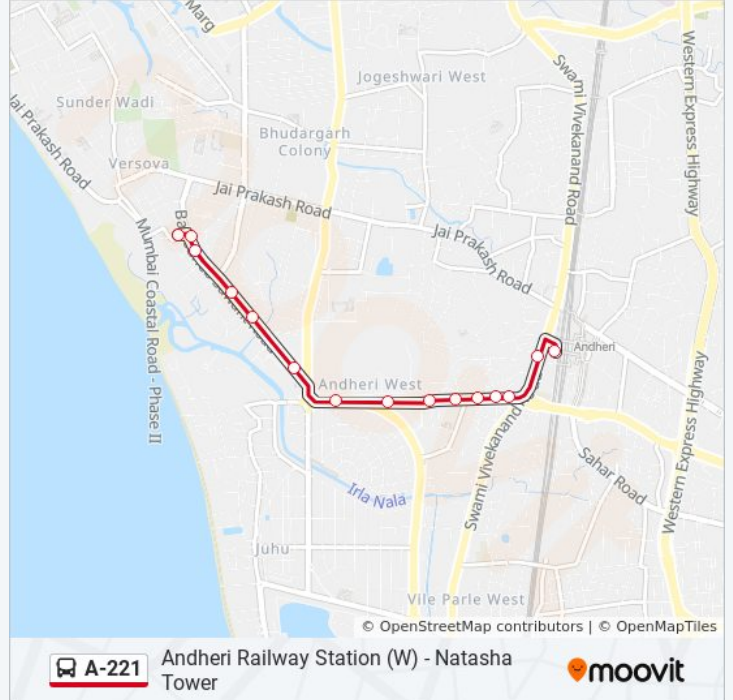 Marg
Jogeshwari West
Sunder Wadi
Jai Prakash Road
Bhudargarh
Colony
Versova
Western Express Highway
Swami Vivekanand Road
Jai Prakash Road
Jai Prakash Road
Mumbai Coastal Road - Phase II
Andheri
Andheri West
Swami Vivekanand
Western Express Highway
Sahar Road
Irla Nala
Juhu
Vile Parle West
© OpenStreetMap contributors | © OpenMapTiles
A-221
Andheri Railway Station (W) - Natasha
Tower
moovit